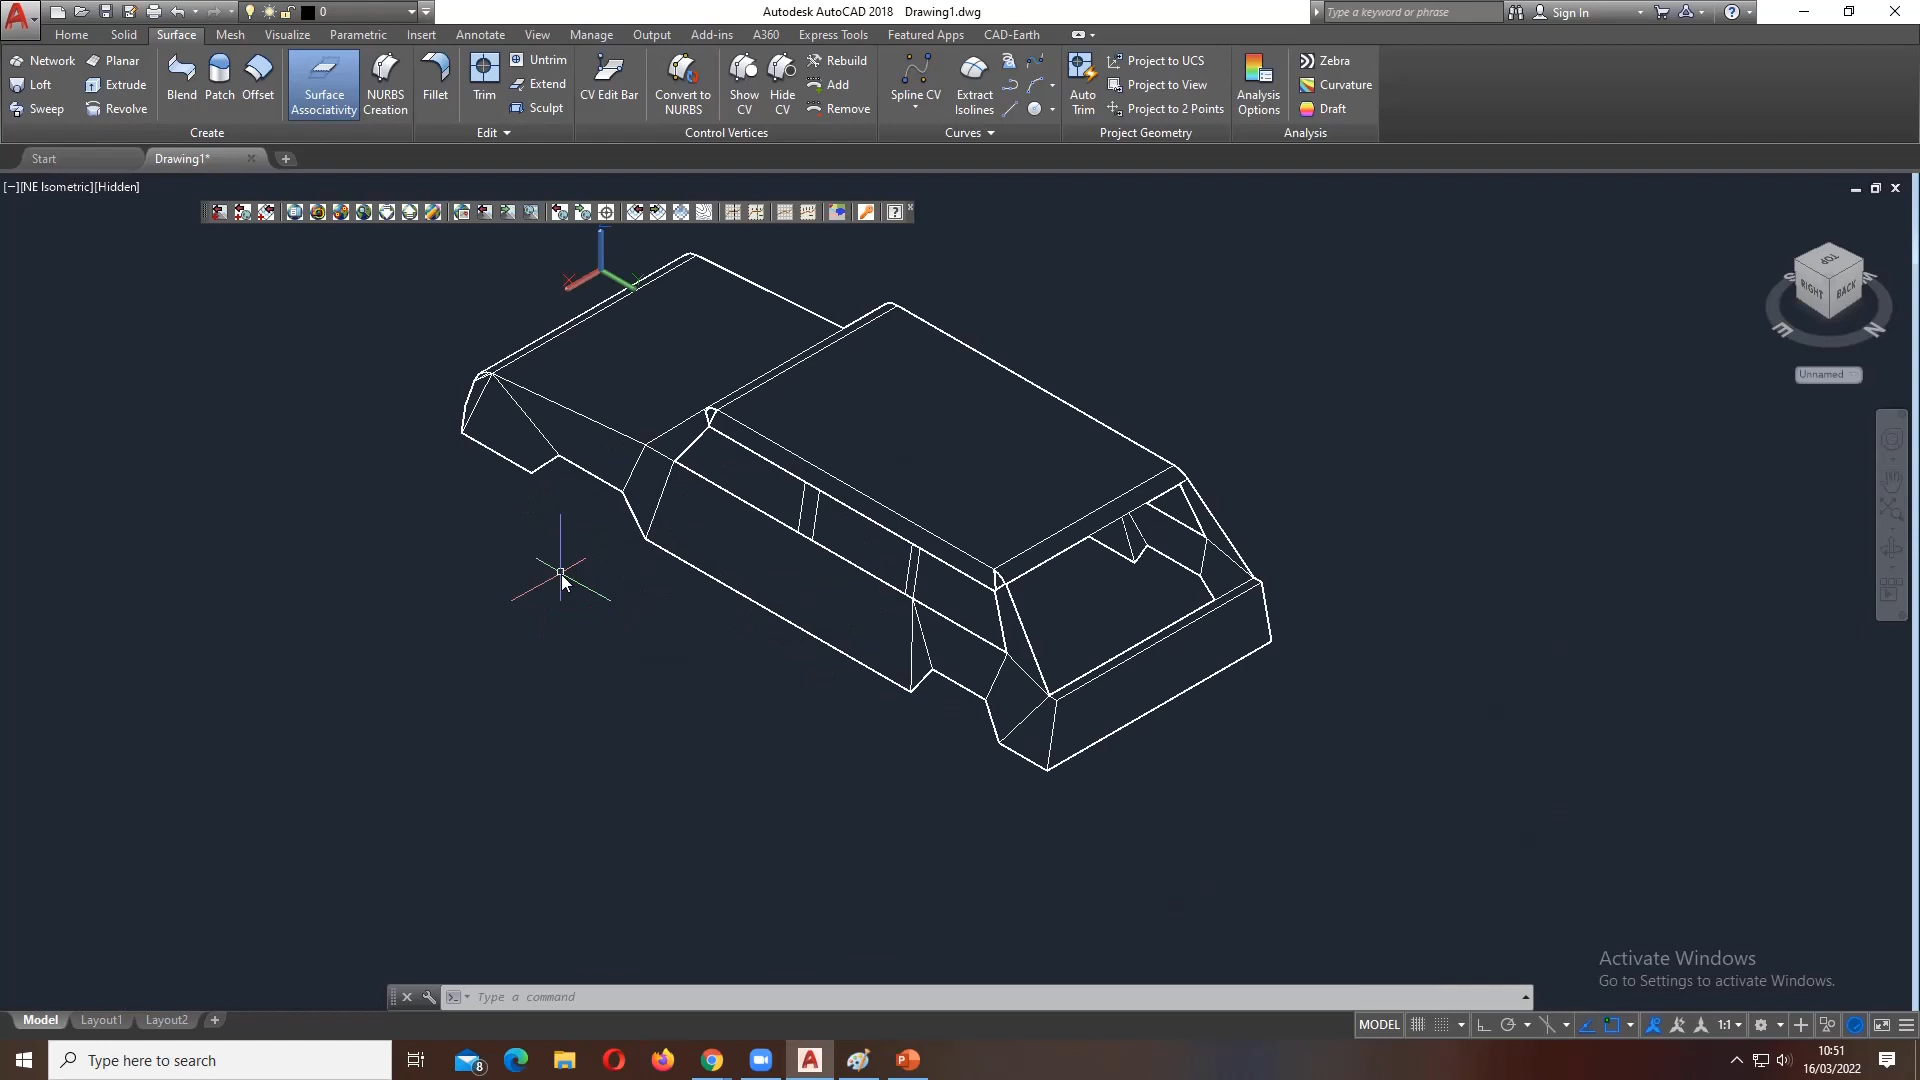 0
Autodesk AutoCAD 2018 Drawing1.dwg
Type a keyword or phrase
Sign In
Home Solid Surface Mesh Visualize Parametric Insert Annotate View Manage Output Add-ins A360 Express Tools Featured Apps CAD-Earth
Network Planar
Loft Extrude
Sweep Revolve
Create
Blend Patch Offset
Surface Associativity
NURBS Creation
Fillet
Trim
Untrim
Extend
Sculpt
Edit
CV Edit Bar
Convert to NURBS
Show CV
Hide CV
Rebuild
Add
Remove
Control Vertices
Spline CV
Extract Isolines
Curves
Auto Trim
Project to UCS
Project to View
Project to 2 Points
Project Geometry
Analysis Options
Zebra
Curvature
Draft
Analysis
Start Drawing1*
[−][NE Isometric][Hidden]
TOP
RIGHT
BACK
S
E
N
Unnamed
Activate Windows
Go to Settings to activate Windows.
Type a command
Model Layout1 Layout2
MODEL 1:1
Type here to search
8
10:51
16/03/2022